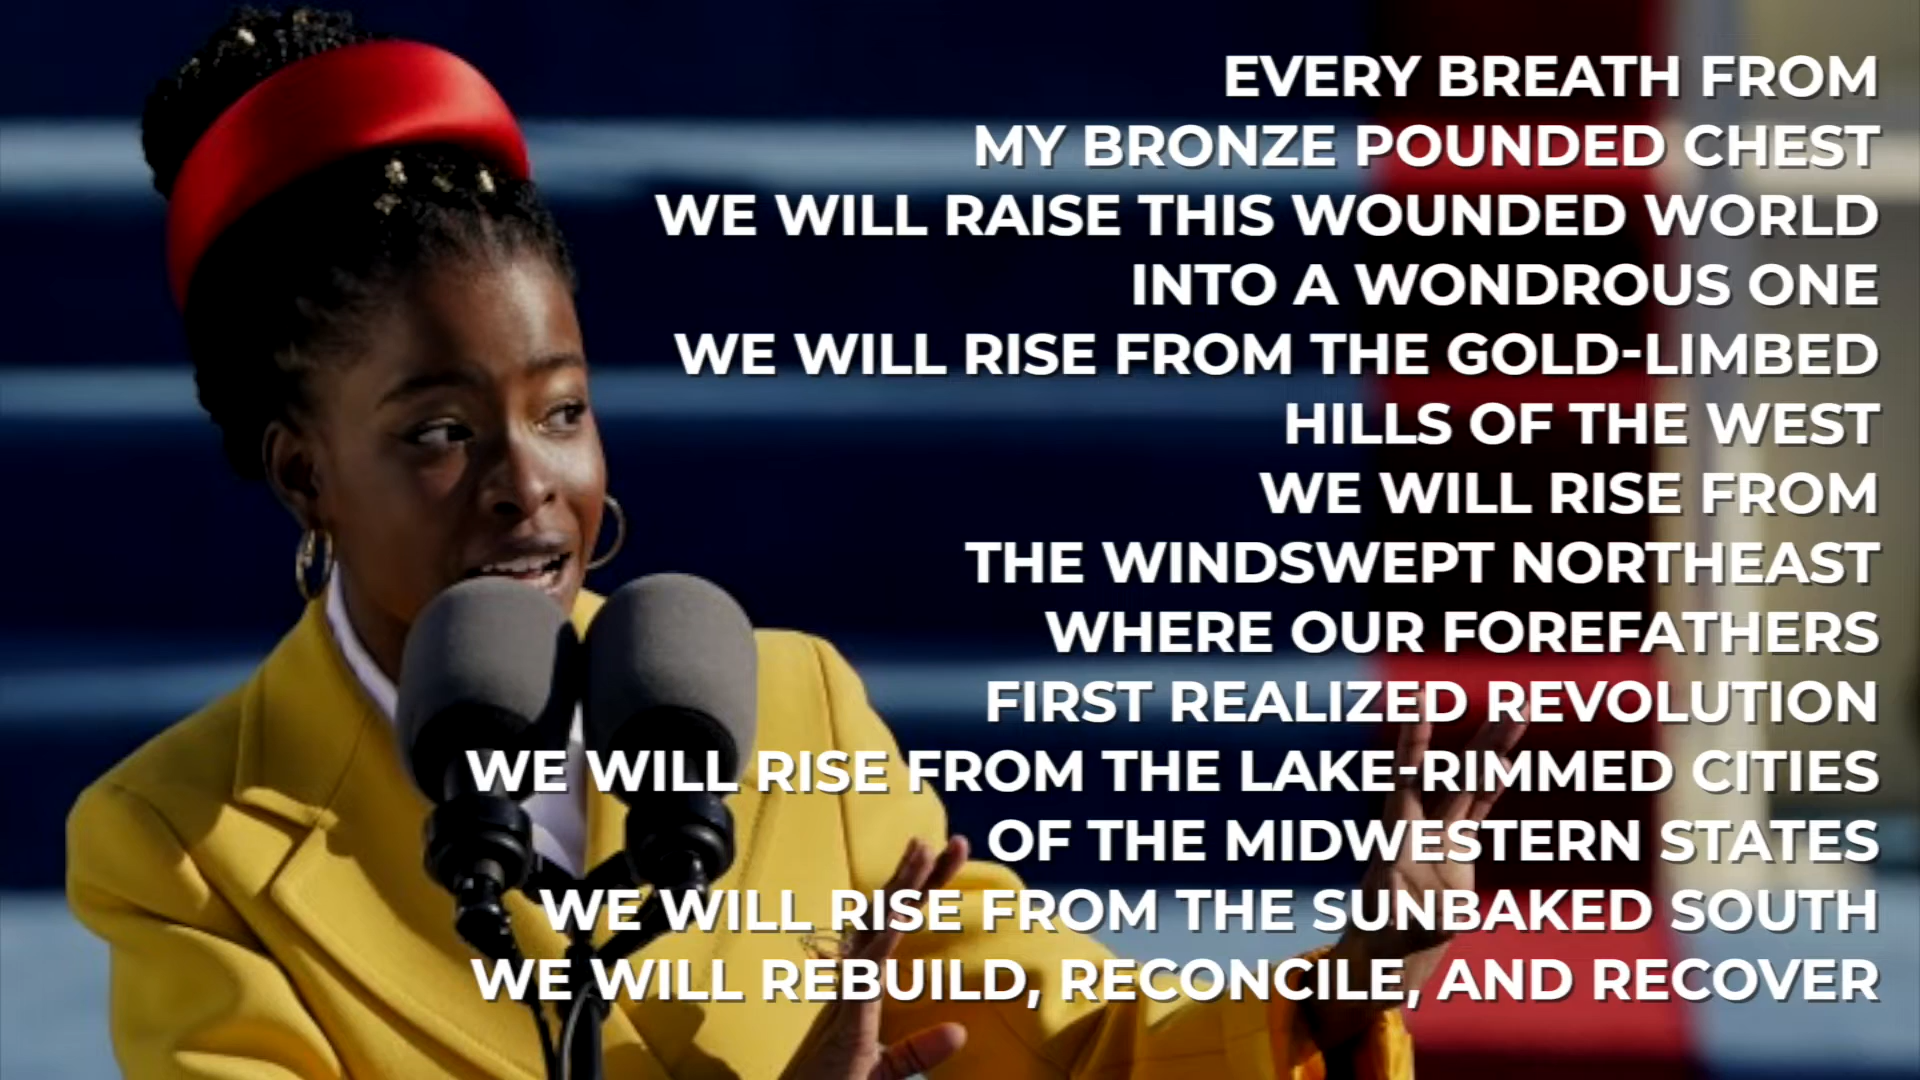 EVERY BREATH FROM
MY BRONZE POUNDED CHEST
WE WILL RAISE THIS WOUNDED WORLD
INTO A WONDROUS ONE
WE WILL RISE FROM THE GOLD-LIMBED
HILLS OF THE WEST
WE WILL RISE FROM
THE WINDSWEPT NORTHEAST
WHERE OUR FOREFATHERS
FIRST REALIZED REVOLUTION
WE WILL RISE FROM THE LAKE-RIMMED CITIES
OF THE MIDWESTERN STATES
WE WILL RISE FROM THE SUNBAKED SOUTH
WE WILL REBUILD, RECONCILE, AND RECOVER